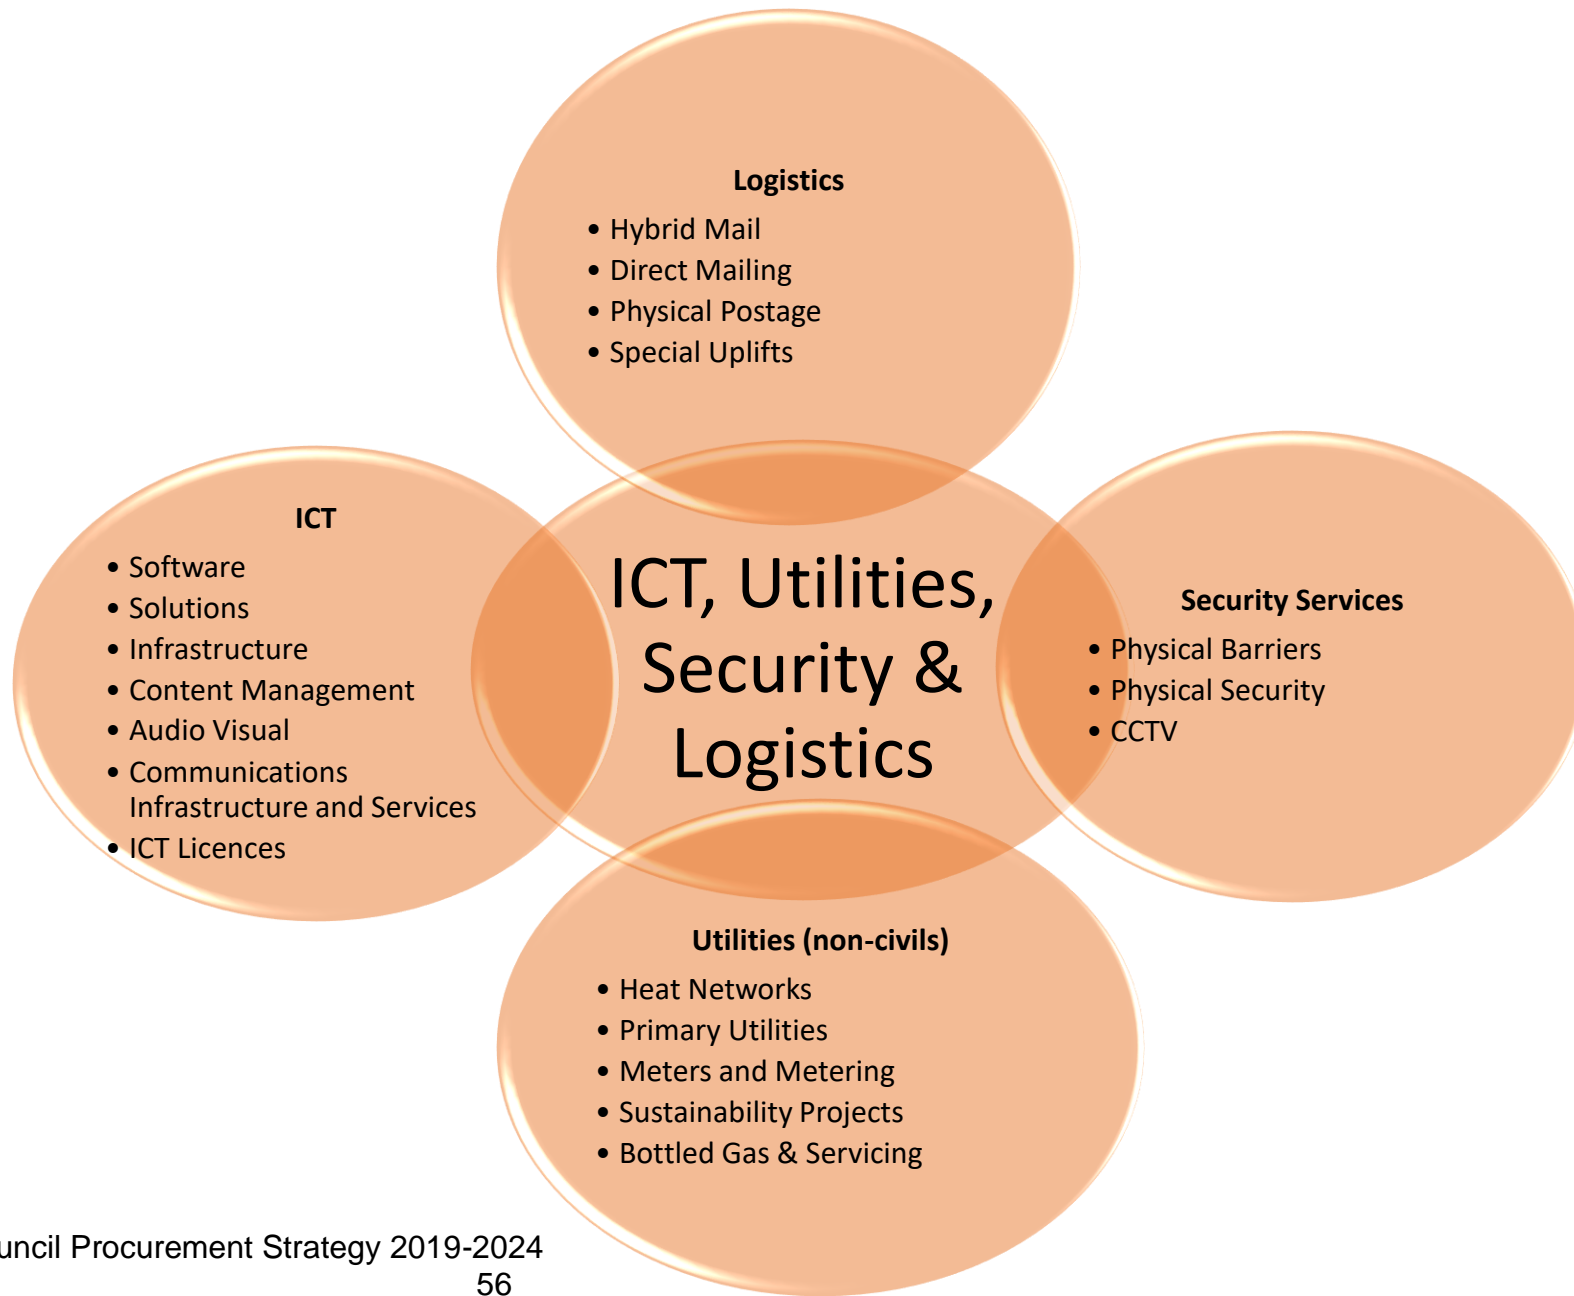 Logistics
• Hybrid Mail
• Direct Mailing
• Physical Postage
• Special Uplifts
ICT
• Software
• Solutions
• Infrastructure
• Content Management
• Audio Visual
• Communications
Infrastructure and Services
• ICT Licences
ICT, Utilities,
Security &
Logistics
Security Services
• Physical Barriers
• Physical Security
• CCTV
Utilities (non-civils)
• Heat Networks
• Primary Utilities
• Meters and Metering
• Sustainability Projects
• Bottled Gas & Servicing
Procurement Strategy 2019-2024
56